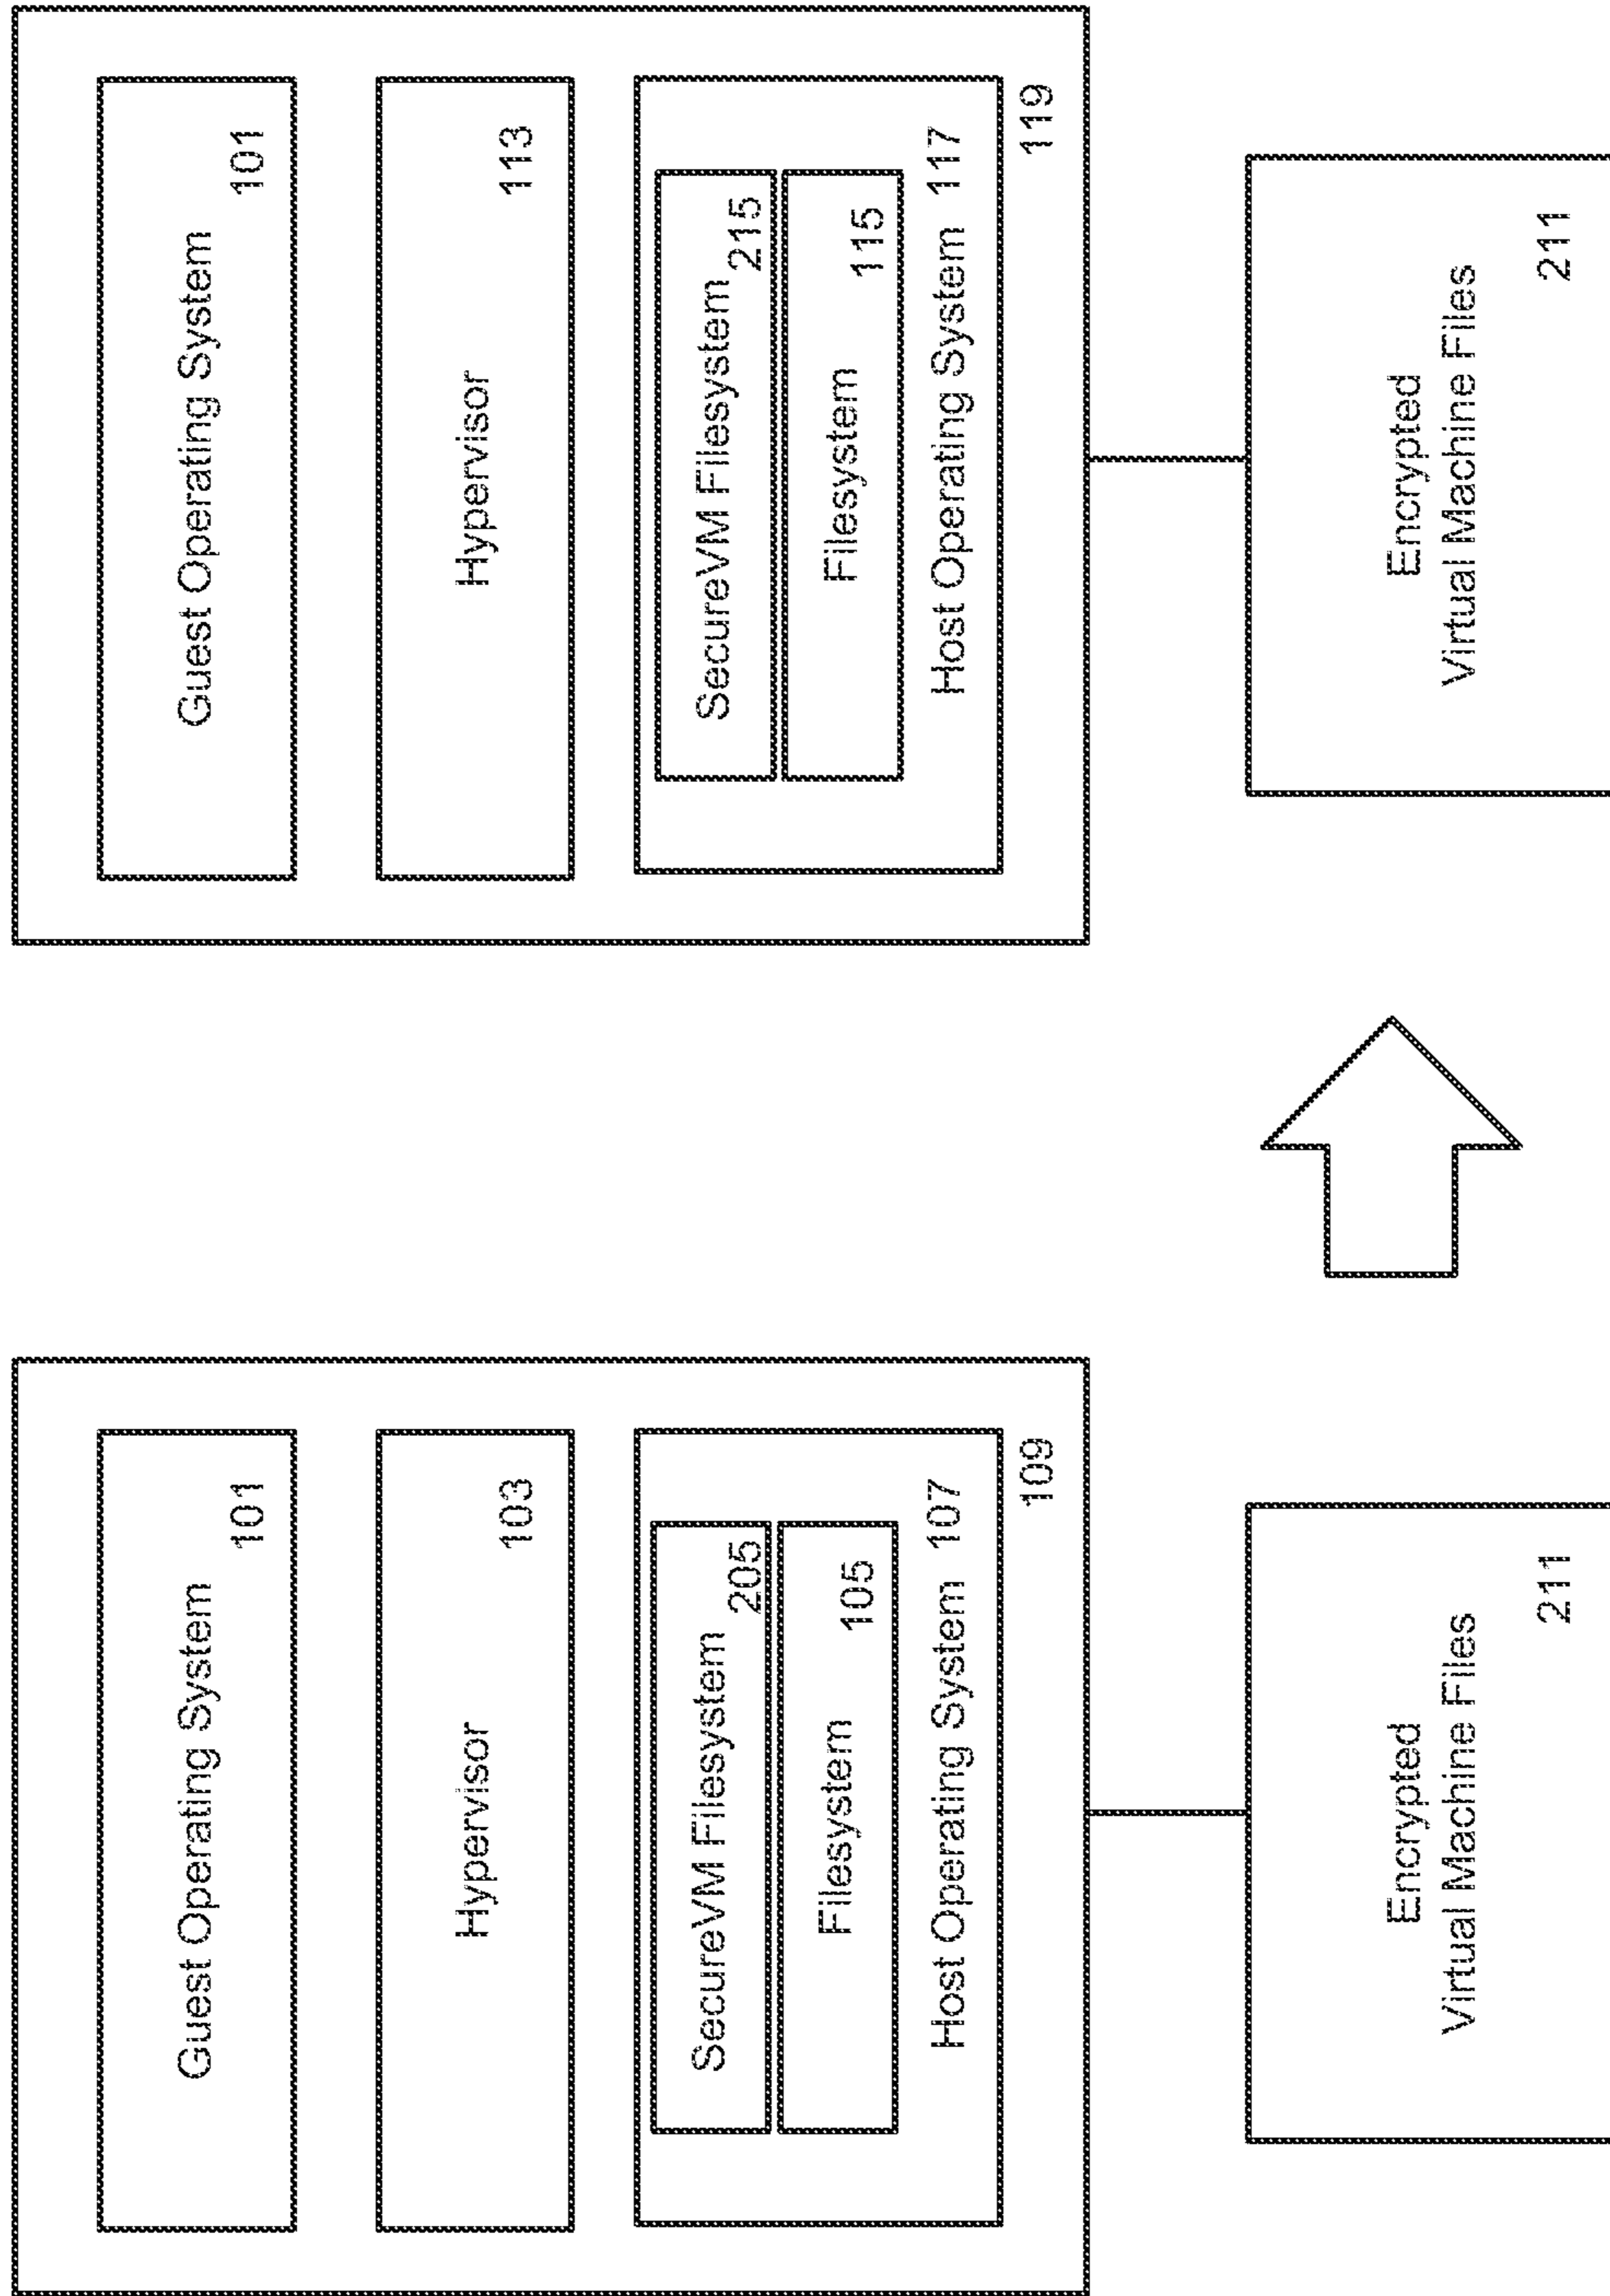 Guest Operating System
101
Hypervisor
103
SecureVM Filesystem
205
Filesystem
105
Host Operating System 107
109
Encrypted
Virtual Machine Files
211
Guest Operating System
101
Hypervisor
113
SecureVM Filesystem
215
Filesystem
115
Host Operating System 117
119
Encrypted
Virtual Machine Files
211